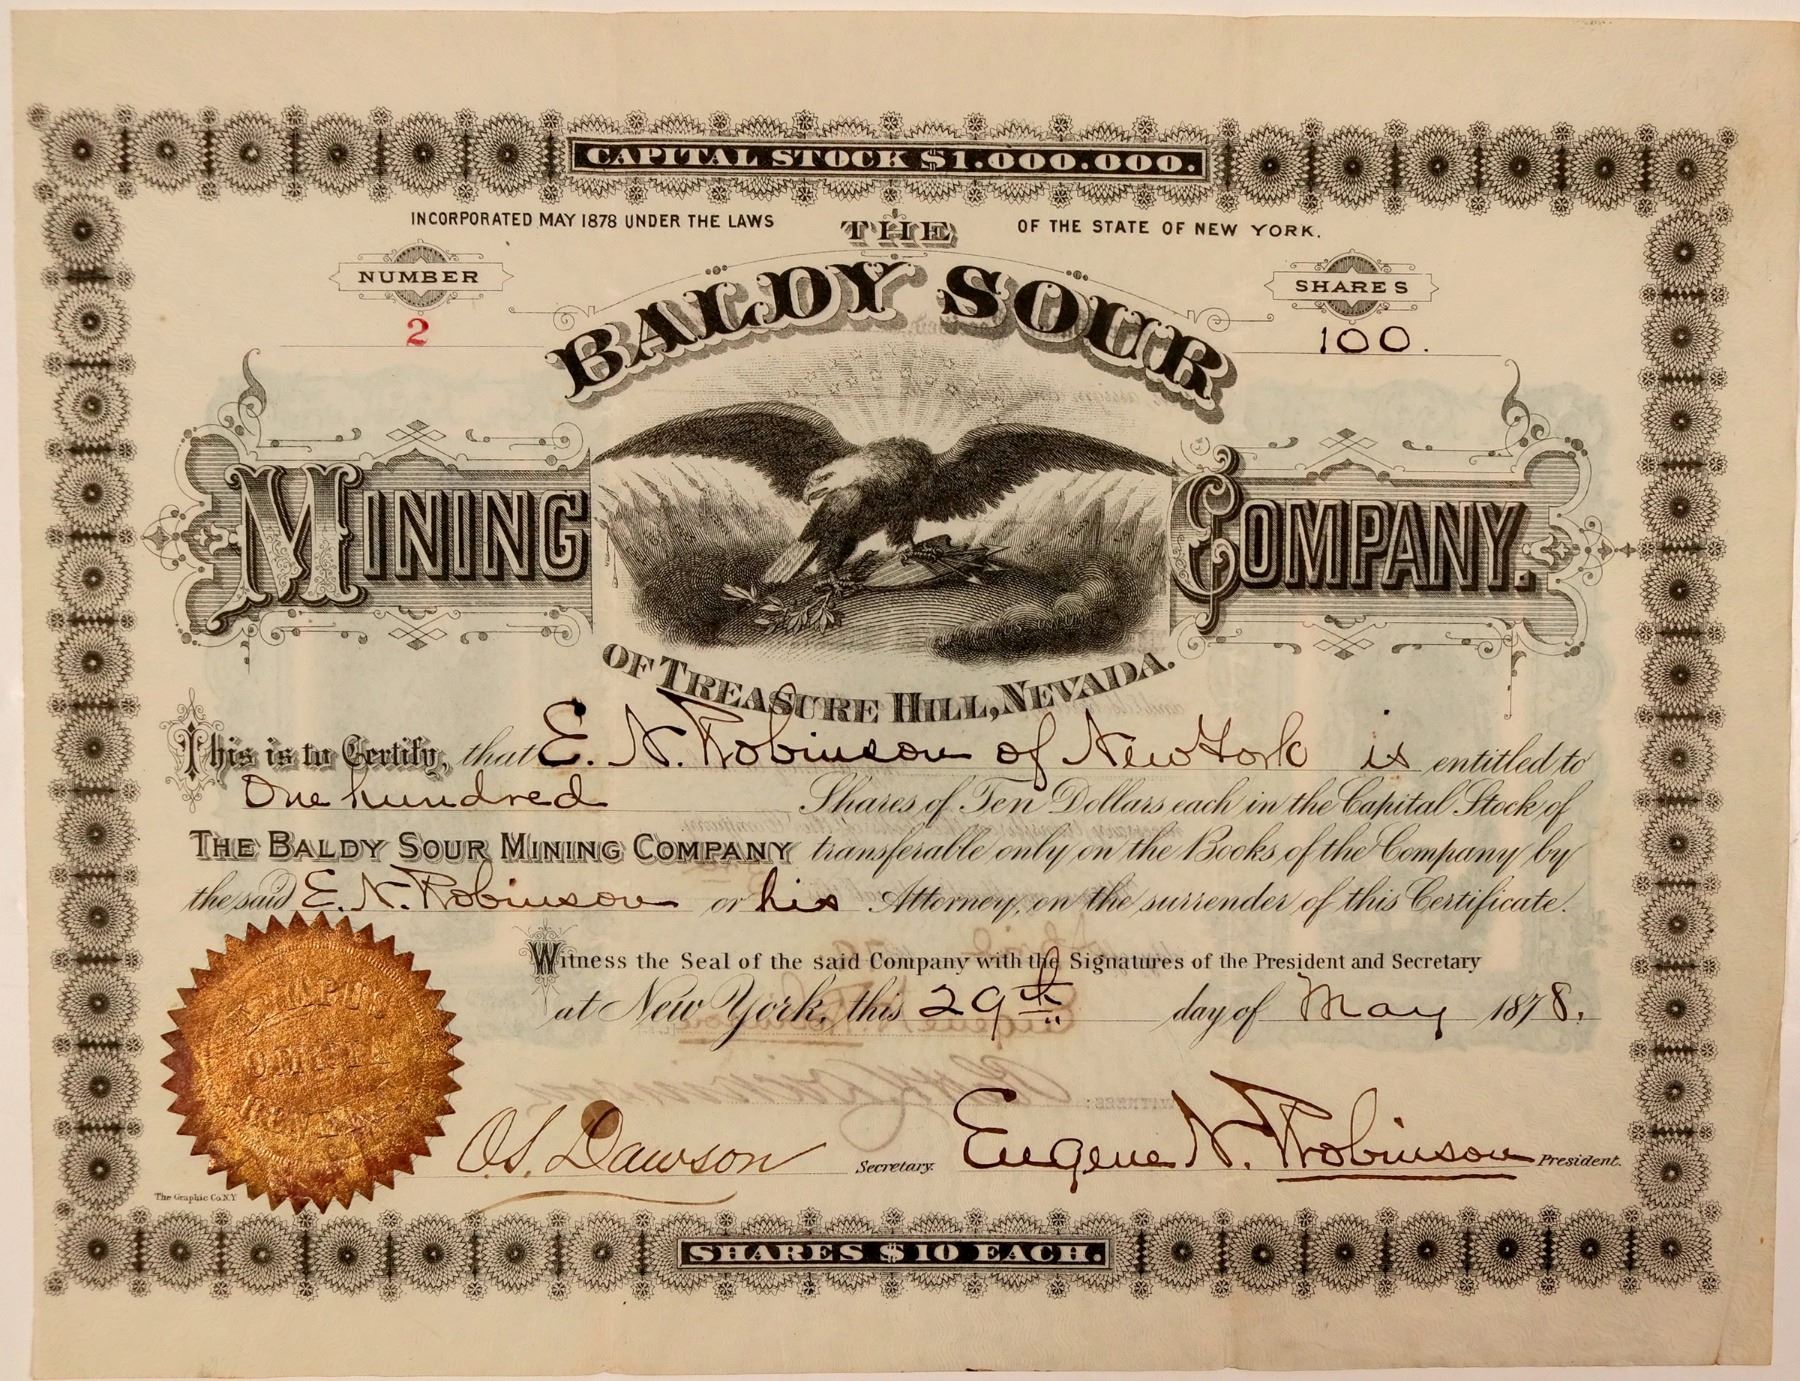 CAPITAL STOCK $1.000.000.
INCORPORATED MAY 1878 UNDER THE LAWS OF THE STATE OF NEW YORK.
THE
NUMBER
2
SHARES
100.
BALDY SOUR
MINING COMPANY.
OF TREASURE HILL, NEVADA.
This is to Certify, that E. N. Robinson of New York is entitled to
One hundred Shares of Ten Dollars each in the Capital Stock of
THE BALDY SOUR MINING COMPANY transferable only on the Books of the Company by
the said E. N. Robinson or his Attorney, on the surrender of this Certificate.
Witness the Seal of the said Company with the Signatures of the President and Secretary
at New York, this 29th day of May 1878.
TEMPUS
OMNIA
REVELAT
O.S. Dawson Secretary. Eugene N. Robinson President.
The Graphic Co. N.Y
SHARES $10 EACH.